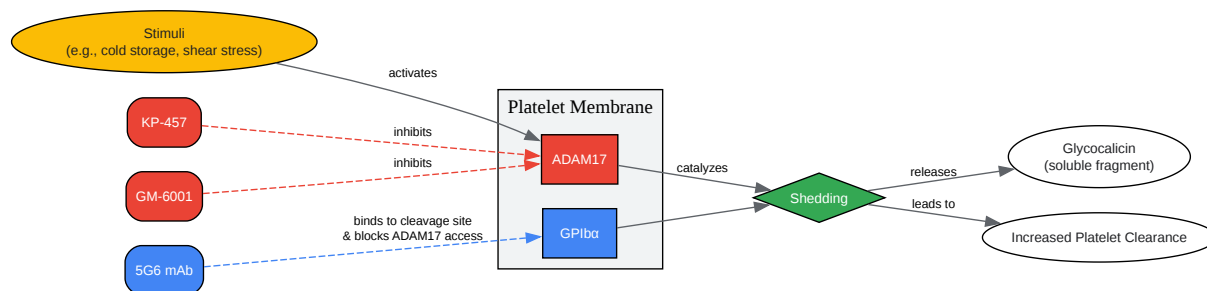 Stimuli
(e.g., cold storage, shear stress)
activates
Platelet Membrane
KP-457
inhibits
ADAM17
GM-6001
inhibits
catalyzes
Shedding
releases
Glycocalicin
(soluble fragment)
leads to
Increased Platelet Clearance
binds to cleavage site
& blocks ADAM17 access
GPIbα
5G6 mAb